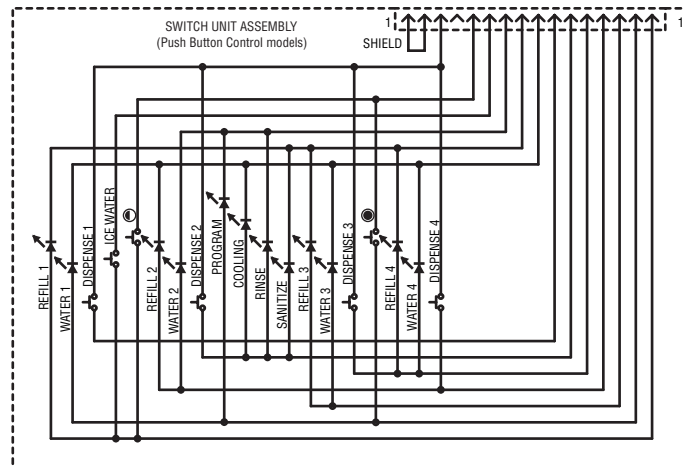 SWITCH UNIT ASSEMBLY
(Push Button Control models)
1
1
SHIELD
REFILL 1
WATER 1
DISPENSE 1
ICE WATER
REFILL 2
WATER 2
DISPENSE 2
PROGRAM
COOLING
RINSE
SANITIZE
REFILL 3
WATER 3
DISPENSE 3
REFILL 4
WATER 4
DISPENSE 4